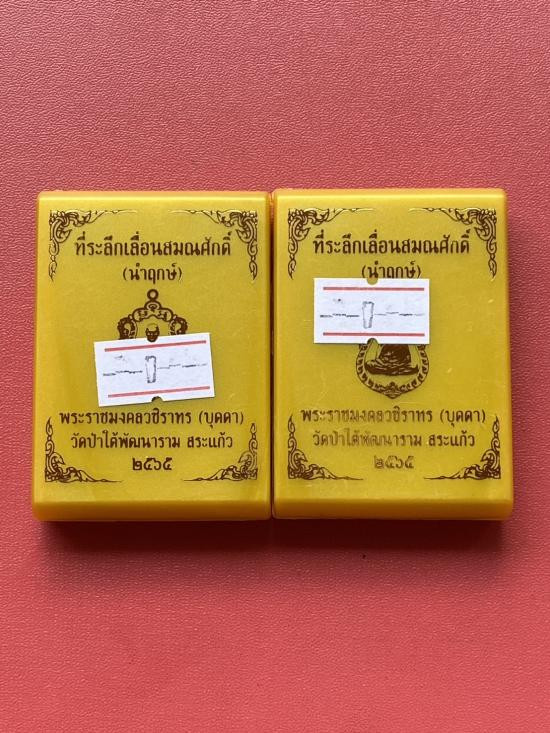 ที่ระลึกเลื่อนสมณศักดิ์
(นำฤกษ์)
พระราชมงคลวชิราทร (บุดดา)
วัดป่าใต้พัฒนาราม สระแก้ว
๒๕๖๕
ที่ระลึกเลื่อนสมณศักดิ์
(นำฤกษ์)
พระราชมงคลวชิราทร (บุดดา)
วัดป่าใต้พัฒนาราม สระแก้ว
๒๕๖๕